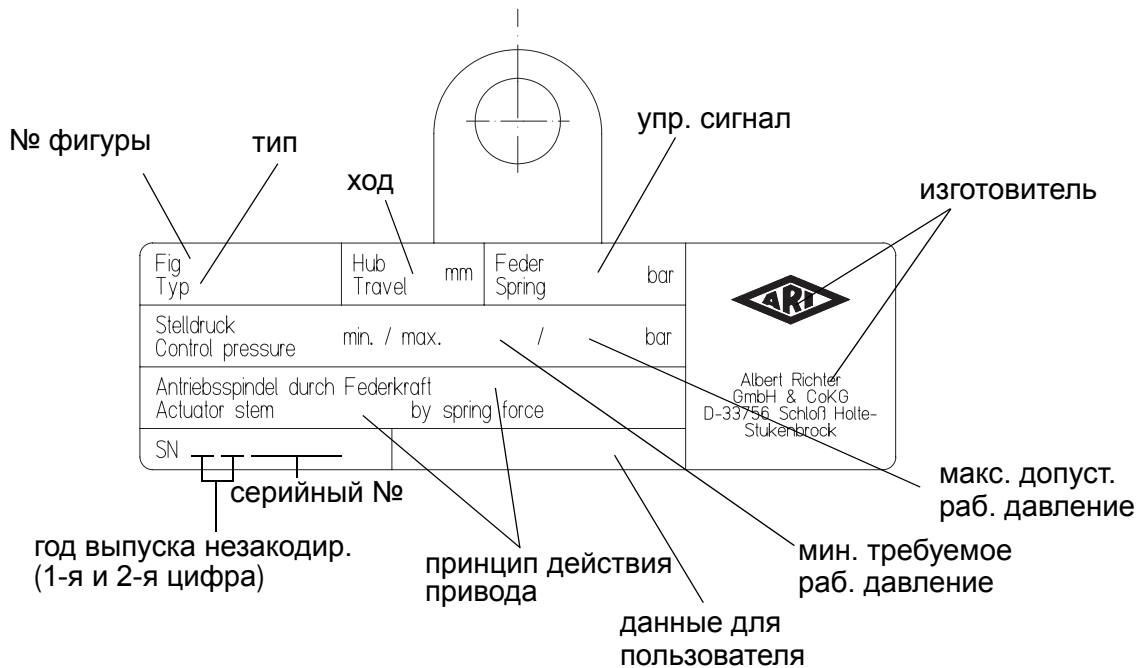 упр. сигнал
№ фигуры
тип
ход
изготовитель
Fig
Typ
Hub
Travel
mm
Feder
Spring
bar
ARI
Stelldruck
Control pressure
min. / max.
/
bar
Antriebsspindel durch Federkraft
Actuator stem by spring force
Albert Richter
GmbH & CoKG
D-33756 Schloß Holte-
Stukenbrock
SN
серийный №
год выпуска незакодир.
(1-я и 2-я цифра)
принцип действия
привода
данные для
пользователя
мин. требуемое
раб. давление
макс. допуст.
раб. давление